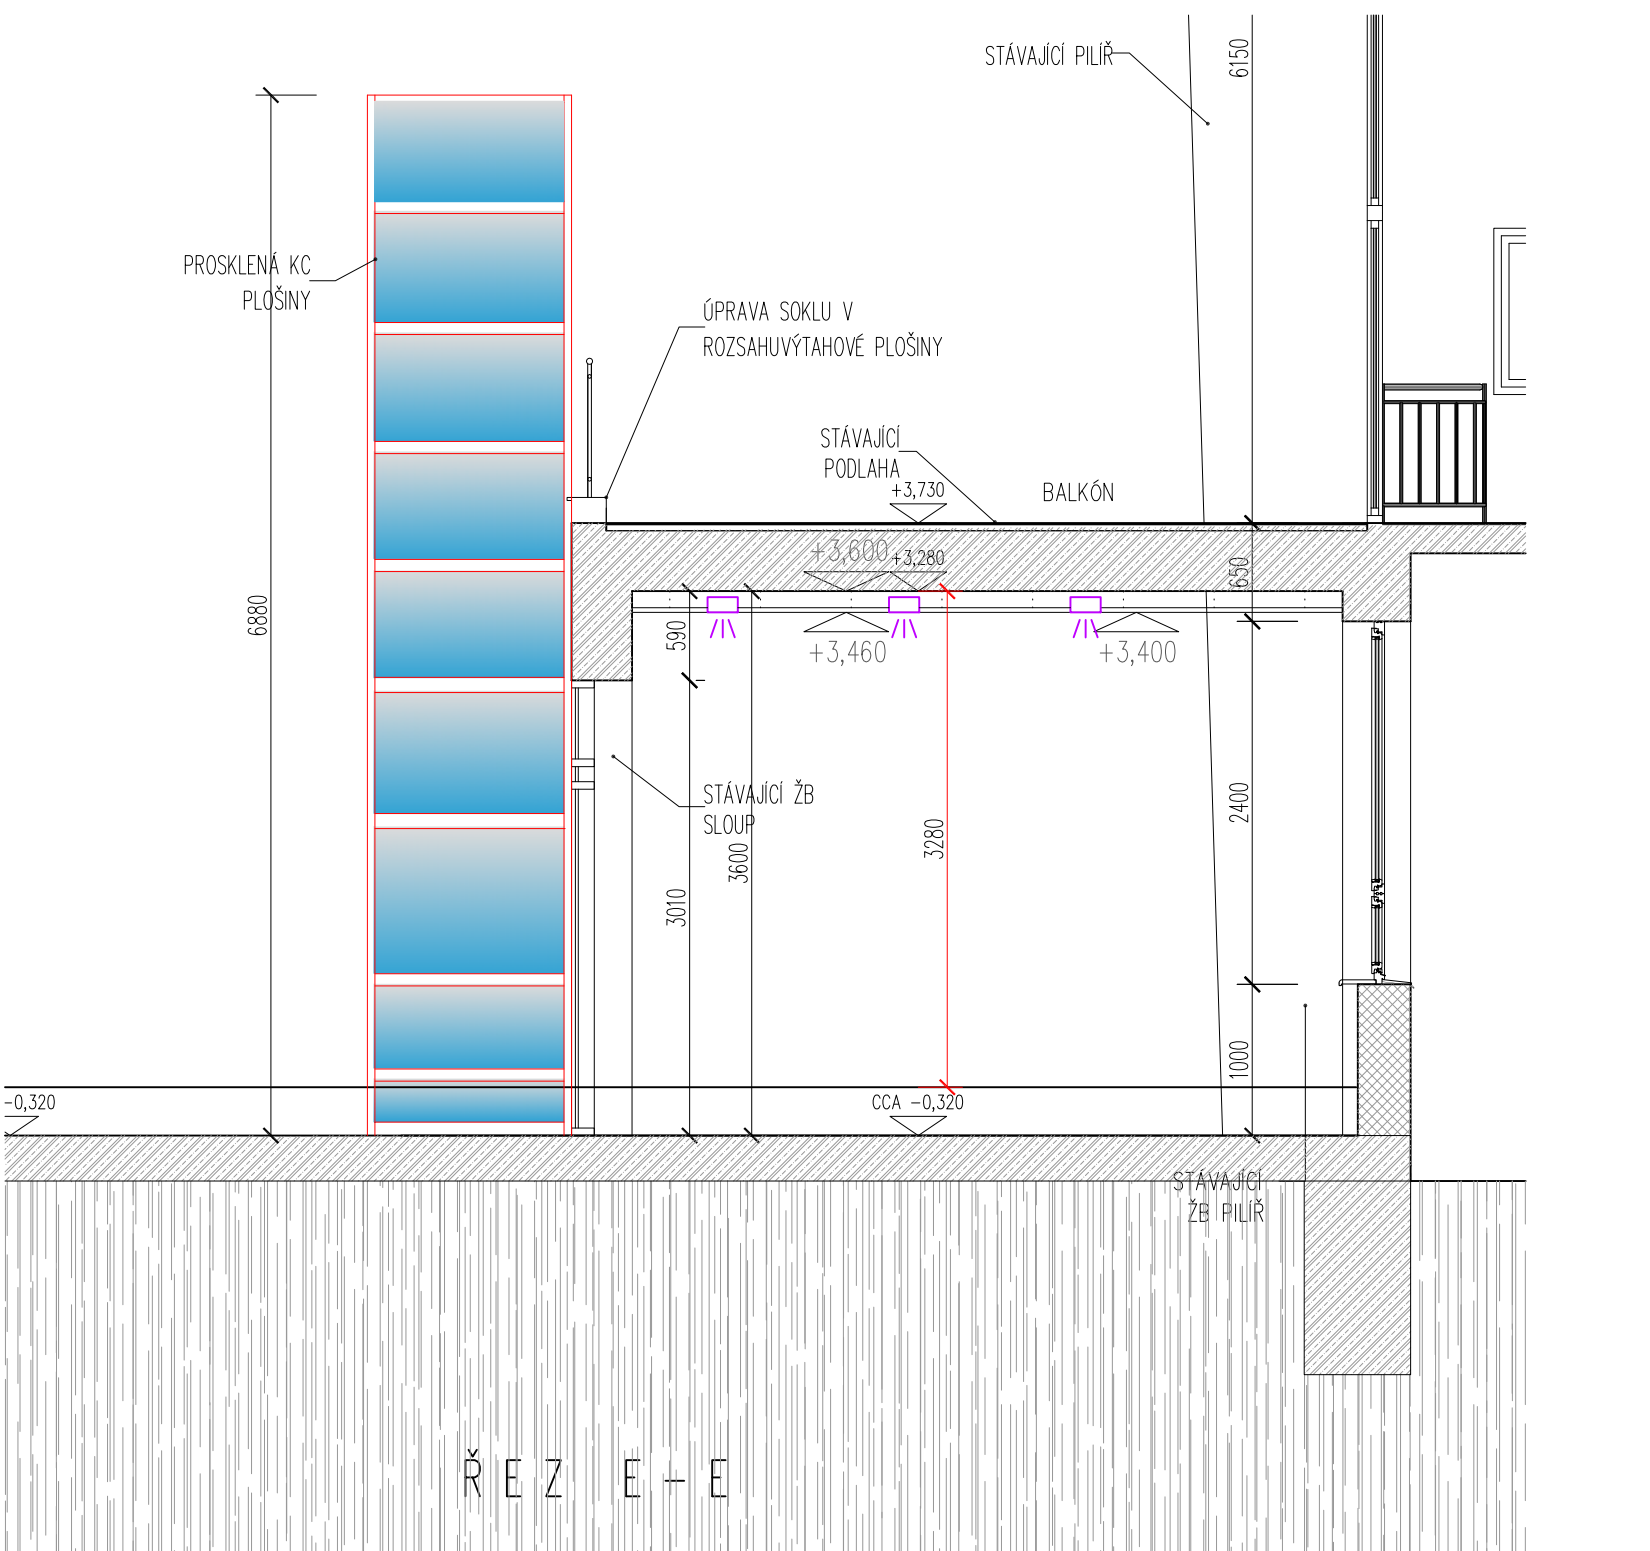 STÁVAJÍCÍ PILÍŘ
6150
PROSKLENÁ KC
PLOŠINY
ÚPRAVA SOKLU V
ROZSAHUVÝTAHOVÉ PLOŠINY
STÁVAJÍCÍ
PODLAHA
+3,730
BALKÓN
+3,600
+3,280
650
6880
590
+3,460
+3,400
STÁVAJÍCÍ ŽB
SLOUP
3010
3600
3280
2400
1000
-0,320
CCA -0,320
STÁVAJÍCÍ
ŽB PILÍŘ
ŘEZ E-E